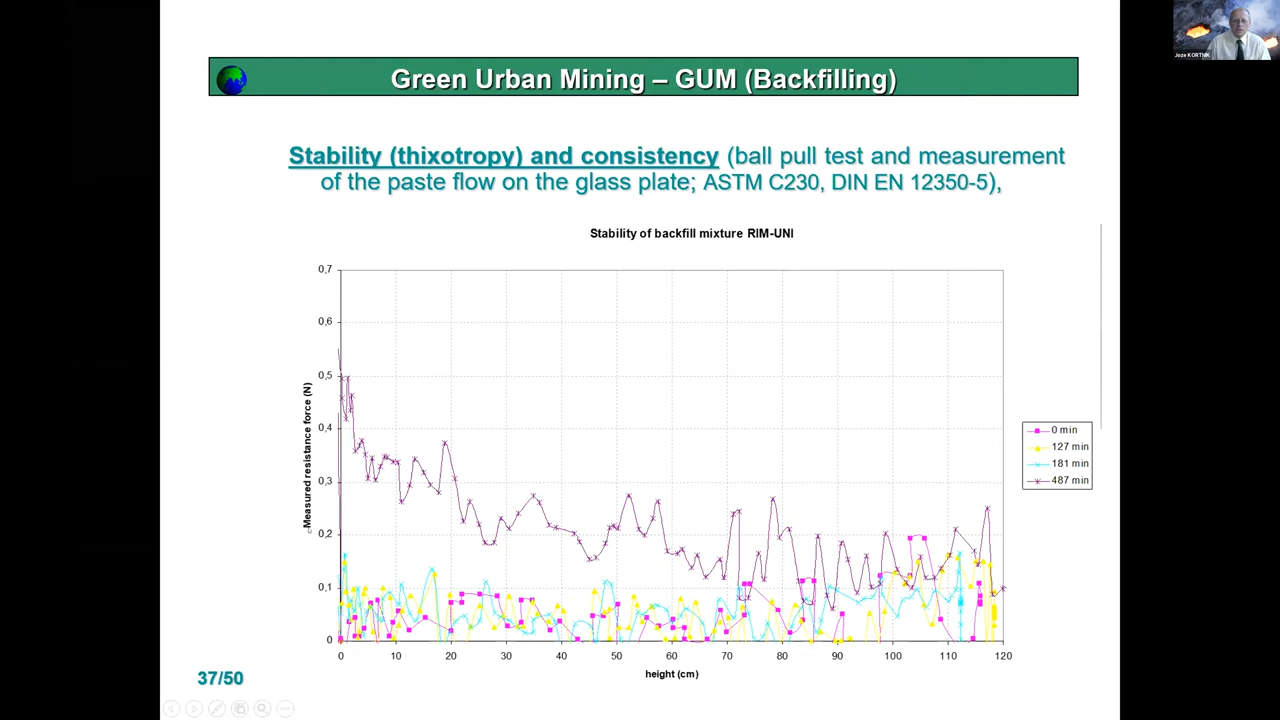 Joze KORTNIK
Green Urban Mining – GUM (Backfilling)
Stability (thixotropy) and consistency (ball pull test and measurement
of the paste flow on the glass plate; ASTM C230, DIN EN 12350-5),
Stability of backfill mixture RIM-UNI
0,7
0,6
0,5
0,4
0,3
0,2
0,1
0
Measured resistance force (N)
0 10 20 30 40 50 60 70 80 90 100 110 120
height (cm)
0 min
127 min
181 min
487 min
37/50